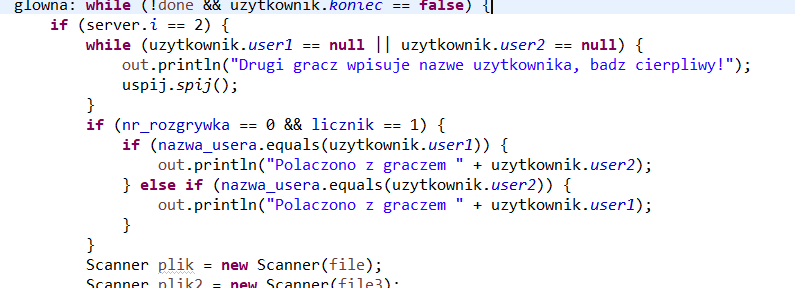 glowna: while (!done && uzytkownik.koniec == false) {
if (server.i == 2) {
while (uzytkownik.user1 == null || uzytkownik.user2 == null) {
out.println("Drugi gracz wpisuje nazwe uzytkownika, badz cierpliwy!");
uspij.spij();
}
if (nr_rozgrywka == 0 && licznik == 1) {
if (nazwa_usera.equals(uzytkownik.user1)) {
out.println("Polaczono z graczem " + uzytkownik.user2);
} else if (nazwa_usera.equals(uzytkownik.user2)) {
out.println("Polaczono z graczem " + uzytkownik.user1);
}
}
Scanner plik = new Scanner(file);
Scanner plik2 = new Scanner(file3);